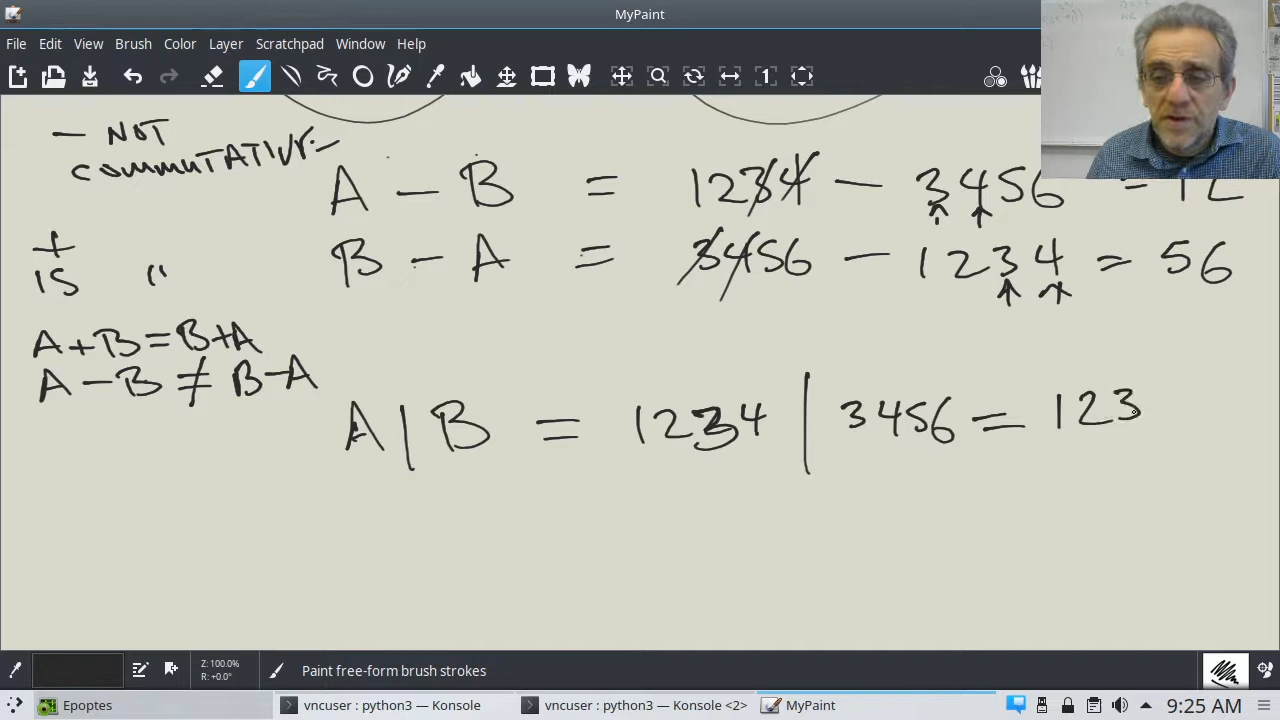 MyPaint
File Edit View Brush Color Layer Scratchpad Window Help
— NOT
COMMUTATIVE
A — B = 1234 — 3456 = 12
+
IS "
B — A = 3456 — 1234 = 56
A+B=B+A
A—B≠B—A
A | B = 1234 | 3456 = 123
Z: 100.0%
R: +0.0°
Paint free-form brush strokes
Epoptes
vncuser : python3 — Konsole
vncuser : python3 — Konsole <2>
MyPaint
9:25 AM